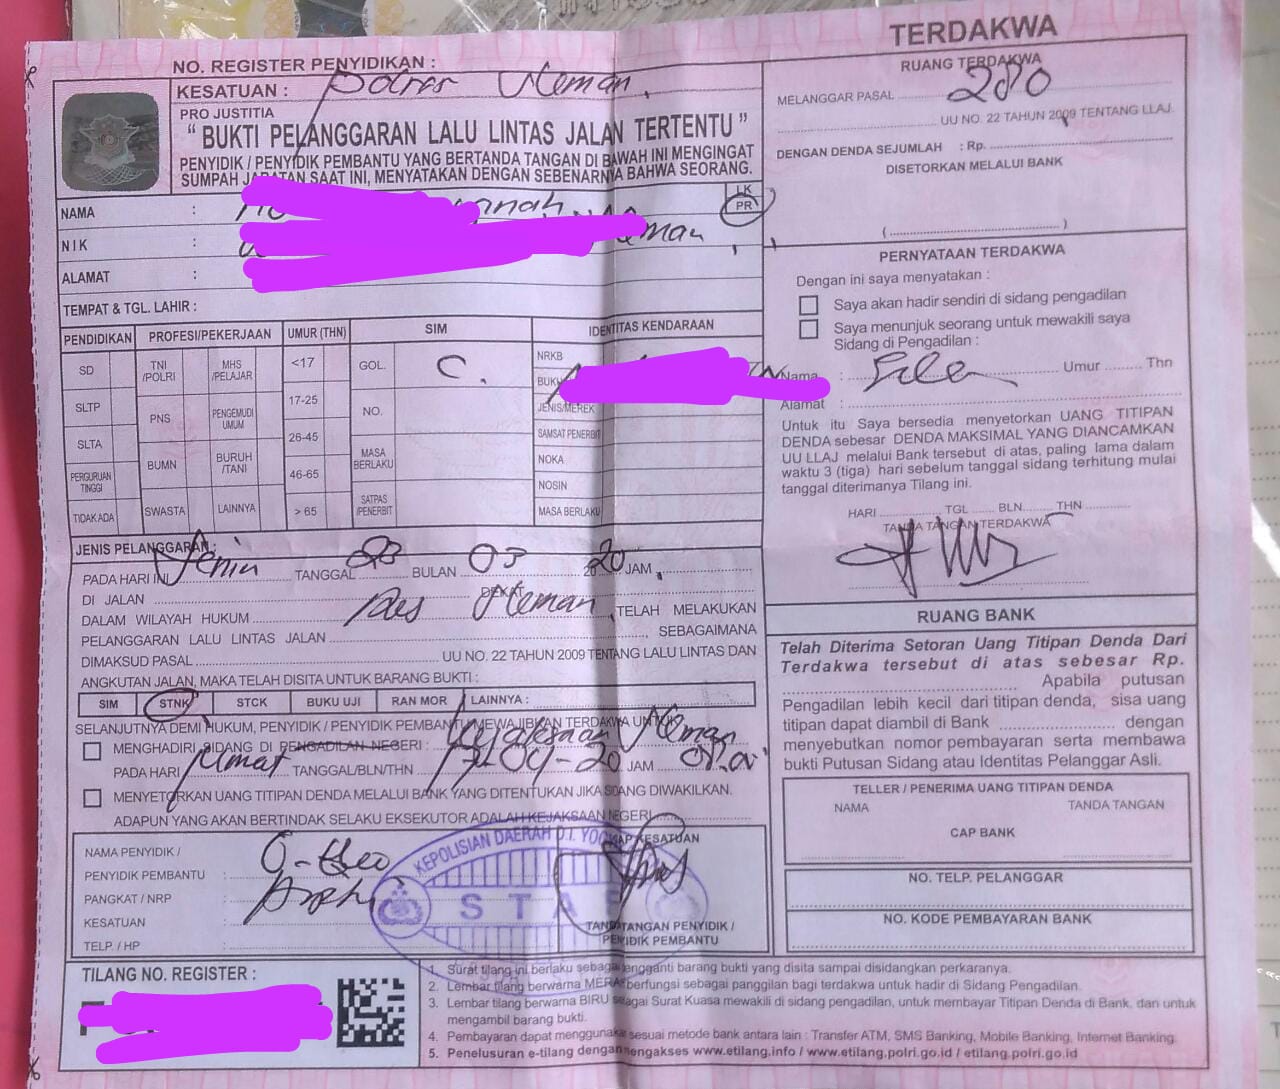 TERDAKWA
NO. REGISTER PENYIDIKAN :
KESATUAN : Polres Sleman
PRO JUSTITIA
“ BUKTI PELANGGARAN LALU LINTAS JALAN TERTENTU ”
PENYIDIK / PENYIDIK PEMBANTU YANG BERTANDA TANGAN DI BAWAH INI MENGINGAT
SUMPAH JABATAN SAAT INI, MENYATAKAN DENGAN SEBENARNYA BAHWA SEORANG.
NAMA :
LK
PR
NIK :
ALAMAT :
TEMPAT & TGL. LAHIR :
PENDIDIKAN
SD
SLTP
SLTA
PERGURUAN TINGGI
TIDAK ADA
PROFESI/PEKERJAAN
TNI /POLRI
MHS /PELAJAR
PNS
PENGEMUDI UMUM
BUMN
BURUH /TANI
SWASTA
LAINNYA
UMUR (THN)
<17
17-25
26-45
46-65
> 65
SIM
GOL. C.
NO.
MASA BERLAKU
SATPAS /PENERBIT
IDENTITAS KENDARAAN
NRKB
BUKU
JENIS/MEREK
SAMSAT PENERBIT
NOKA
NOSIN
MASA BERLAKU
JENIS PELANGGARAN :
PADA HARI INI Senin TANGGAL BULAN 03 2020 JAM
DI JALAN DEKAT
DALAM WILAYAH HUKUM Res Sleman, TELAH MELAKUKAN
PELANGGARAN LALU LINTAS JALAN SEBAGAIMANA
DIMAKSUD PASAL UU NO. 22 TAHUN 2009 TENTANG LALU LINTAS DAN
ANGKUTAN JALAN, MAKA TELAH DISITA UNTUK BARANG BUKTI :
SIM STNK STCK BUKU UJI RAN MOR LAINNYA :
SELANJUTNYA DEMI HUKUM, PENYIDIK / PENYIDIK PEMBANTU MEWAJIBKAN TERDAKWA UNTUK
MENGHADIRI SIDANG DI PENGADILAN NEGERI : Kejaksaan Sleman
PADA HARI Jumat TANGGAL/BLN/THN 17-04-20 JAM
MENYETORKAN UANG TITIPAN DENDA MELALUI BANK YANG DITENTUKAN JIKA SIDANG DIWAKILKAN.
ADAPUN YANG AKAN BERTINDAK SELAKU EKSEKUTOR ADALAH KEJAKSAAN NEGERI
NAMA PENYIDIK /
PENYIDIK PEMBANTU :
PANGKAT / NRP :
KESATUAN :
TELP. / HP :
KEPOLISIAN DAERAH D.I. YOG
STAF
CAP KESATUAN
TANDATANGAN PENYIDIK /
PENYIDIK PEMBANTU
TILANG NO. REGISTER :
RUANG TERDAKWA
MELANGGAR PASAL 280
UU NO. 22 TAHUN 2009 TENTANG LLAJ.
DENGAN DENDA SEJUMLAH : Rp.
DISETORKAN MELALUI BANK
PERNYATAAN TERDAKWA
Dengan ini saya menyatakan :
Saya akan hadir sendiri di sidang pengadilan
Saya menunjuk seorang untuk mewakili saya
Sidang di Pengadilan :
Nama : Umur Thn
Alamat :
Untuk itu Saya bersedia menyetorkan UANG TITIPAN
DENDA sebesar DENDA MAKSIMAL YANG DIANCAMKAN
UU LLAJ melalui Bank tersebut di atas, paling lama dalam
waktu 3 (tiga) hari sebelum tanggal sidang terhitung mulai
tanggal diterimanya Tilang ini.
HARI TGL BLN. THN
TANDA TANGAN TERDAKWA
RUANG BANK
Telah Diterima Setoran Uang Titipan Denda Dari
Terdakwa tersebut di atas sebesar Rp.
Apabila putusan
Pengadilan lebih kecil dari titipan denda, sisa uang
titipan dapat diambil di Bank dengan
menyebutkan nomor pembayaran serta membawa
bukti Putusan Sidang atau Identitas Pelanggar Asli.
TELLER / PENERIMA UANG TITIPAN DENDA
NAMA TANDA TANGAN
CAP BANK
NO. TELP. PELANGGAR
NO. KODE PEMBAYARAN BANK
1. Surat tilang ini berlaku sebagai pengganti barang bukti yang disita sampai disidangkan perkaranya.
2. Lembar tilang berwarna MERAH berfungsi sebagai panggilan bagi terdakwa untuk hadir di Sidang Pengadilan.
3. Lembar tilang berwarna BIRU sebagai Surat Kuasa mewakili di sidang pengadilan, untuk membayar Titipan Denda di Bank, dan untuk
mengambil barang bukti.
4. Pembayaran dapat menggunakan sesuai metode bank antara lain : Transfer ATM, SMS Banking, Mobile Banking, Internet Banking.
5. Penelusuran e-tilang dengan mengakses www.etilang.info / www.etilang.polri.go.id / etilang.polri.go.id